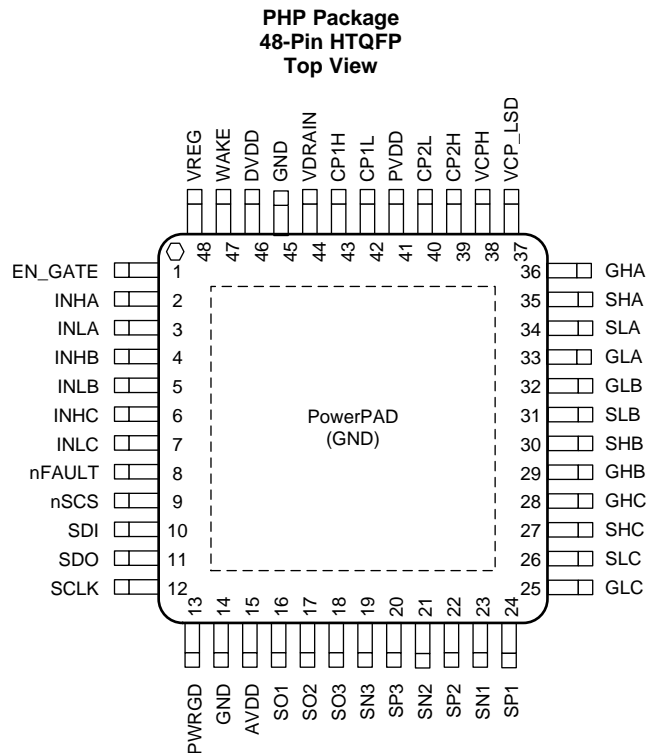 PHP Package
48-Pin HTQFP
Top View
VREG
WAKE
DVDD
GND
VDRAIN
CP1H
CP1L
PVDD
CP2L
CP2H
VCPH
VCP_LSD
48
47
46
45
44
43
42
41
40
39
38
37
EN_GATE 1
INHA 2
INLA 3
INHB 4
INLB 5
INHC 6
INLC 7
nFAULT 8
nSCS 9
SDI 10
SDO 11
SCLK 12
PowerPAD
(GND)
36 GHA
35 SHA
34 SLA
33 GLA
32 GLB
31 SLB
30 SHB
29 GHB
28 GHC
27 SHC
26 SLC
25 GLC
13
14
15
16
17
18
19
20
21
22
23
24
PWRGD
GND
AVDD
SO1
SO2
SO3
SN3
SP3
SN2
SP2
SN1
SP1